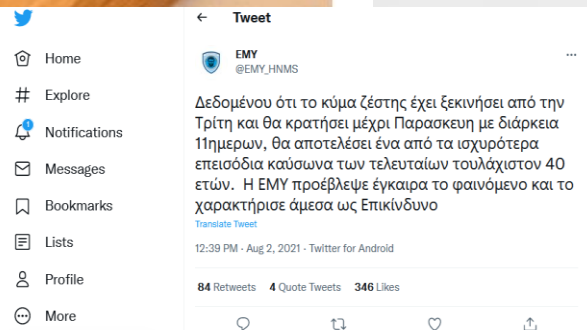 Tweet
Home
Explore
1
Notifications
Messages
Bookmarks
Lists
Profile
More
EMY
@EMY_HNMS
Δεδομένου ότι το κύμα ζέστης έχει ξεκινήσει από την
Τρίτη και θα κρατήσει μέχρι Παρασκευη με διάρκεια
11ημερων, θα αποτελέσει ένα από τα ισχυρότερα
επεισόδια καύσωνα των τελευταίων τουλάχιστον 40
ετών. Η ΕΜΥ προέβλεψε έγκαιρα το φαινόμενο και το
χαρακτήρισε άμεσα ως Επικίνδυνο
Translate Tweet
12:39 PM · Aug 2, 2021 · Twitter for Android
84 Retweets 4 Quote Tweets 346 Likes